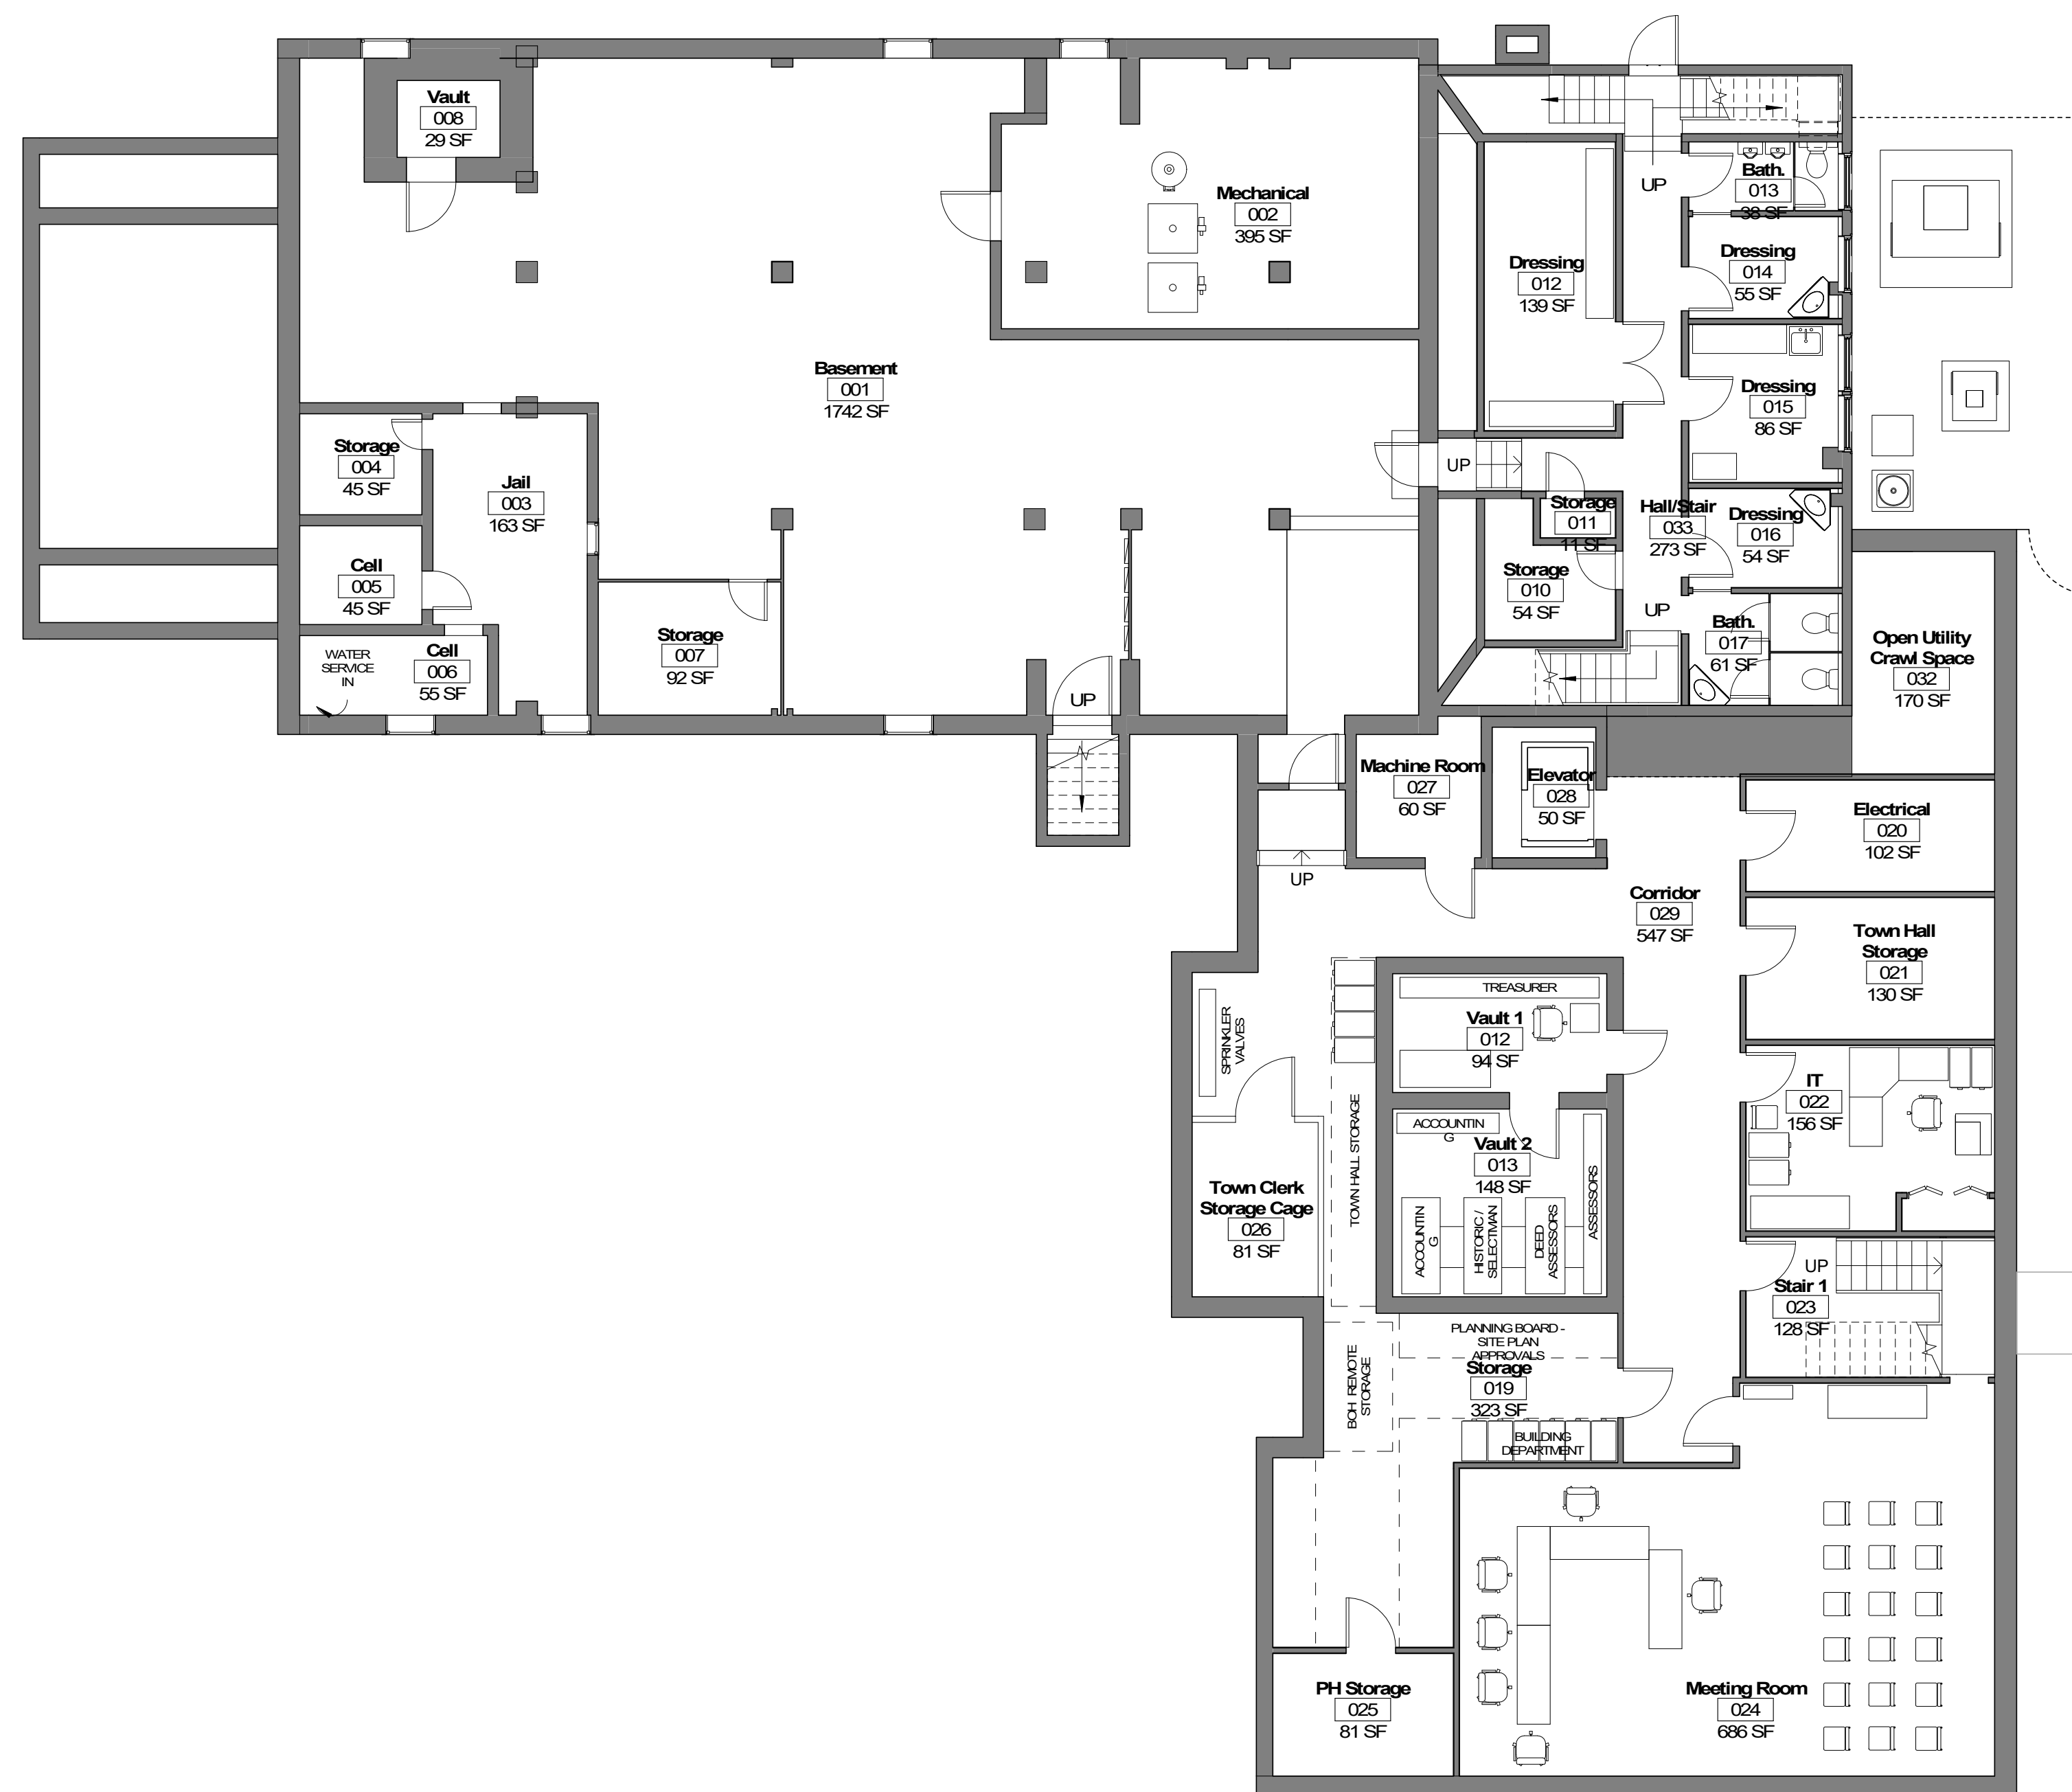 Vault
008
29 SF
Mechanical
002
395 SF
UP
Bath.
013
38 SF
Dressing
012
139 SF
Dressing
014
55 SF
Basement
001
1742 SF
Dressing
015
86 SF
Storage
004
45 SF
Jail
003
163 SF
UP
Storage
011
11 SF
Hall/Stair
033
273 SF
Dressing
016
54 SF
Cell
005
45 SF
Storage
010
54 SF
UP
Bath.
017
61 SF
WATER
SERVICE
IN
Cell
006
55 SF
Storage
007
92 SF
UP
Open Utility
Crawl Space
032
170 SF
Machine Room
027
60 SF
Elevator
028
50 SF
Electrical
020
102 SF
UP
Corridor
029
547 SF
Town Hall
Storage
021
130 SF
SPRINKLER
VALVES
TREASURER
Vault 1
012
94 SF
IT
022
156 SF
TOWN HALL STORAGE
ACCOUNTIN
G
Vault 2
013
148 SF
ASSESSORS
Town Clerk
Storage Cage
026
81 SF
ACCOUNTIN
G
HISTORIC /
SELECTMAN
DEED
ASSESSORS
UP
Stair 1
023
128 SF
BOH REMOTE
STORAGE
PLANNING BOARD -
SITE PLAN
APPROVALS
Storage
019
323 SF
BUILDING
DEPARTMENT
PH Storage
025
81 SF
Meeting Room
024
686 SF